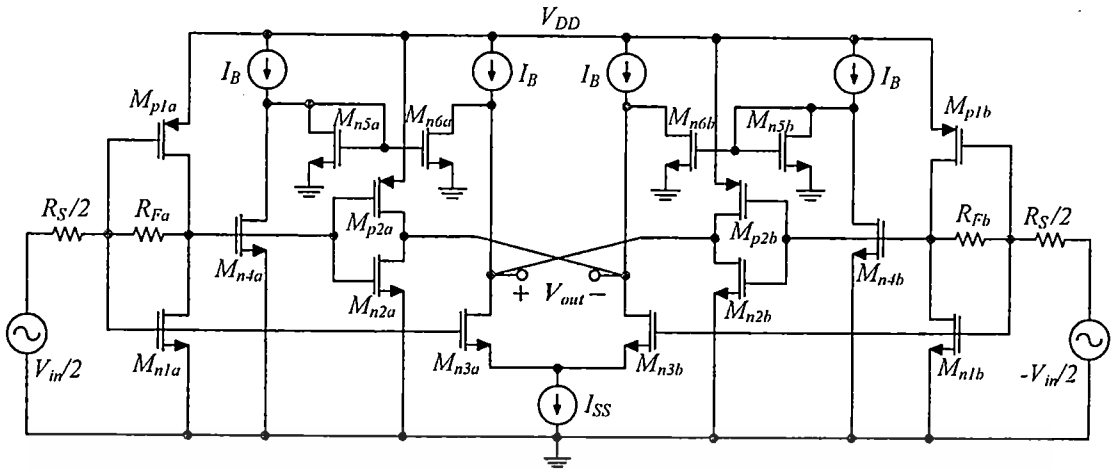 V_DD
I_B I_B I_B I_B
M_p1a M_n5a M_n6a M_n6b M_n5b M_p1b
R_S/2 R_Fa M_p2a M_p2b R_Fb R_S/2
M_n4a M_n4b
+ V_out −
M_n2a M_n2b
V_in/2 M_n1a M_n3a M_n3b M_n1b -V_in/2
I_SS